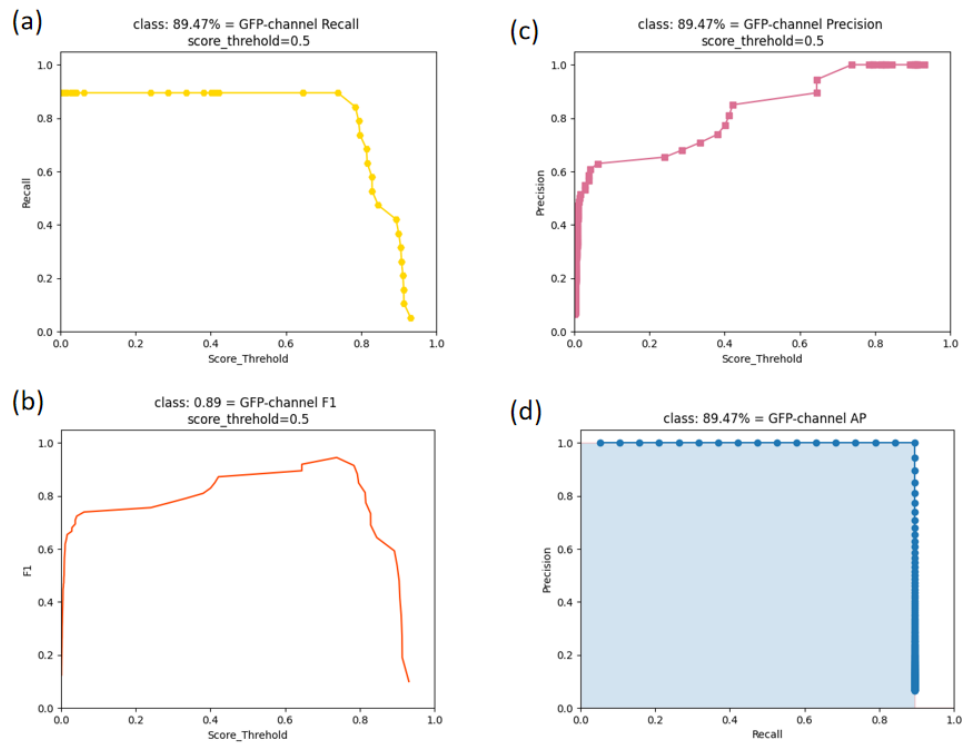 (a)
class: 89.47% = GFP-channel Recall
score_threhold=0.5
1.0
0.8
0.6
0.4
0.2
0.0
Recall
0.0 0.2 0.4 0.6 0.8 1.0
Score_Threhold
(c)
class: 89.47% = GFP-channel Precision
score_threhold=0.5
1.0
0.8
0.6
0.4
0.2
0.0
Precision
0.0 0.2 0.4 0.6 0.8 1.0
Score_Threhold
(b)
class: 0.89 = GFP-channel F1
score_threhold=0.5
1.0
0.8
0.6
0.4
0.2
0.0
F1
0.0 0.2 0.4 0.6 0.8 1.0
Score_Threhold
(d)
class: 89.47% = GFP-channel AP
1.0
0.8
0.6
0.4
0.2
0.0
Precision
0.0 0.2 0.4 0.6 0.8 1.0
Recall